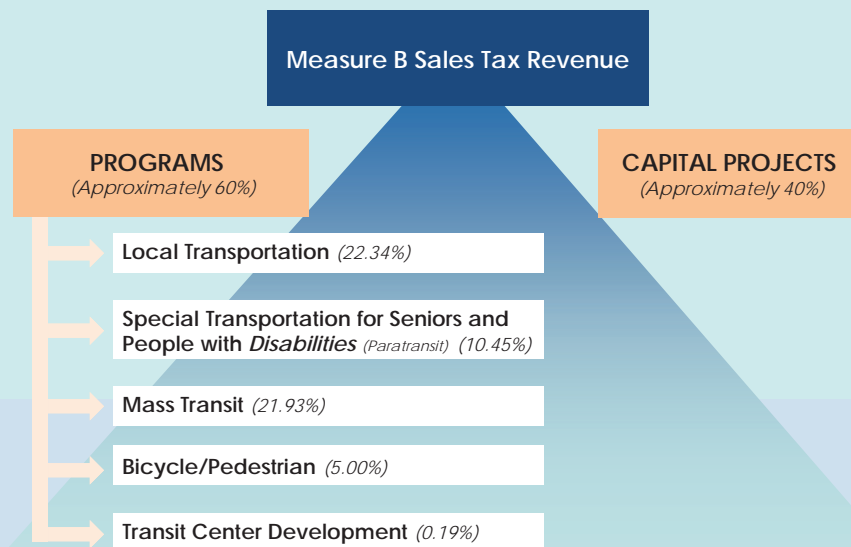 Measure B Sales Tax Revenue
PROGRAMS
(Approximately 60%)
CAPITAL PROJECTS
(Approximately 40%)
Local Transportation (22.34%)
Special Transportation for Seniors and
People with Disabilities (Paratransit) (10.45%)
Mass Transit (21.93%)
Bicycle/Pedestrian (5.00%)
Transit Center Development (0.19%)